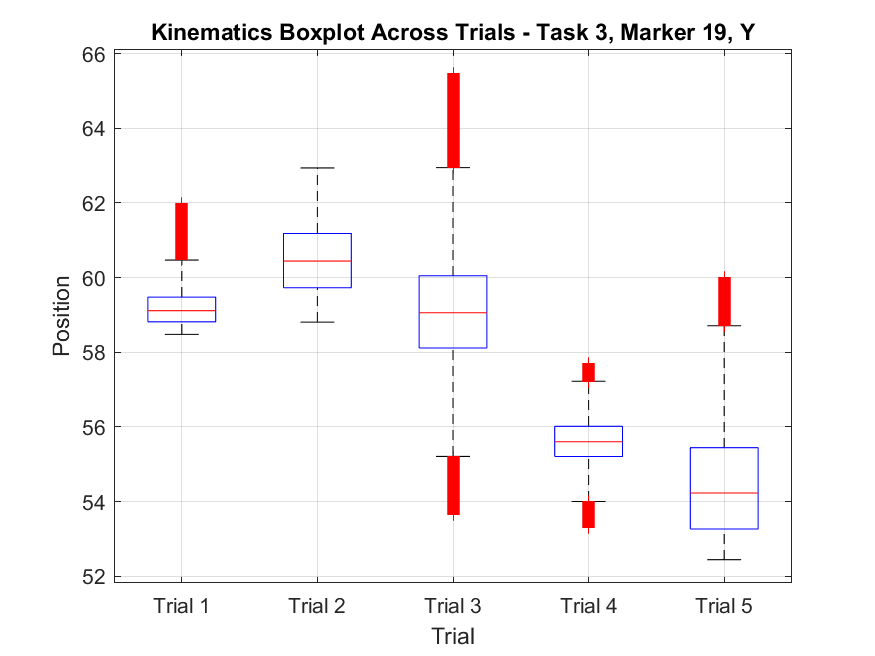 Kinematics Boxplot Across Trials - Task 3, Marker 19, Y
66
64
62
60
58
56
54
52
Position
Trial 1 Trial 2 Trial 3 Trial 4 Trial 5
Trial